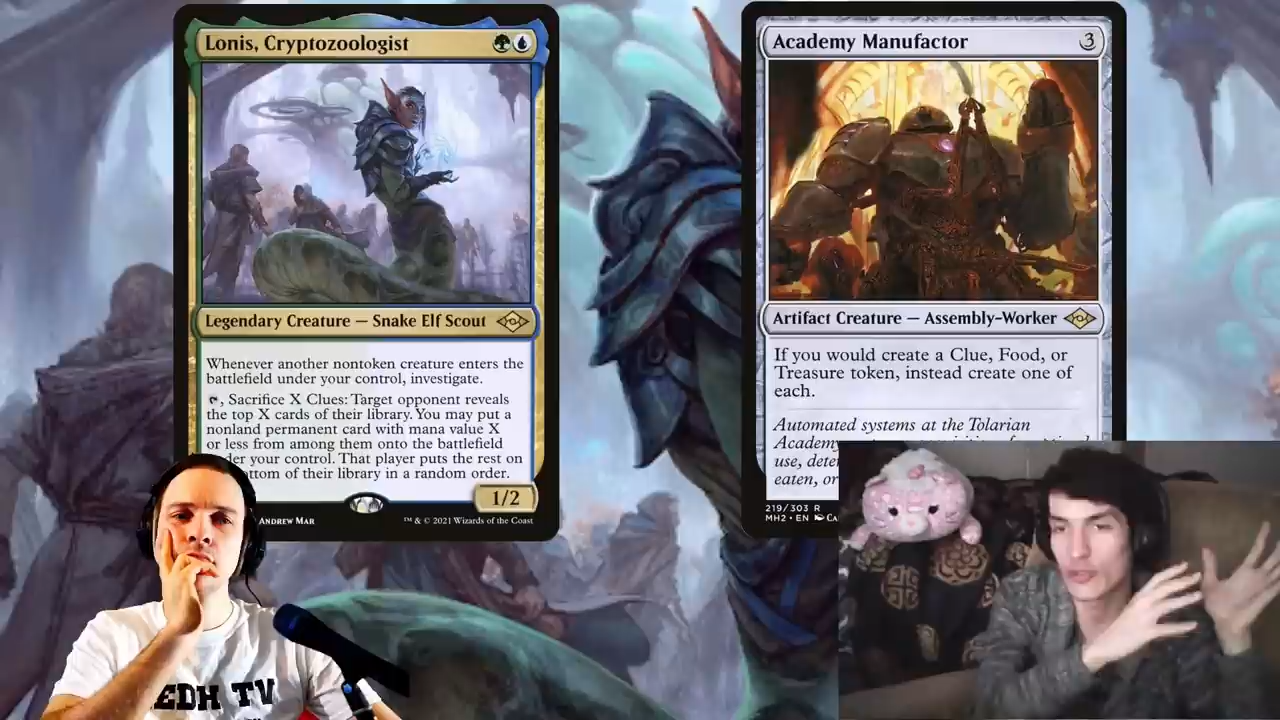 Lonis, Cryptozoologist
Legendary Creature — Snake Elf Scout
Whenever another nontoken creature enters the
battlefield under your control, investigate.
, Sacrifice X Clues: Target opponent reveals
the top X cards of their library. You may put a
nonland permanent card with mana value X
or less from among them onto the battlefield
der your control. That player puts the rest on
ttom of their library in a random order.
1/2
ANDREW MAR
™ & © 2021 Wizards of the Coast
Academy Manufactor
3
Artifact Creature — Assembly-Worker
If you would create a Clue, Food, or
Treasure token, instead create one of
each.
Automated systems at the Tolarian
Academy
use,
eaten, or
219/303 R
MH2 • EN
EDH TV